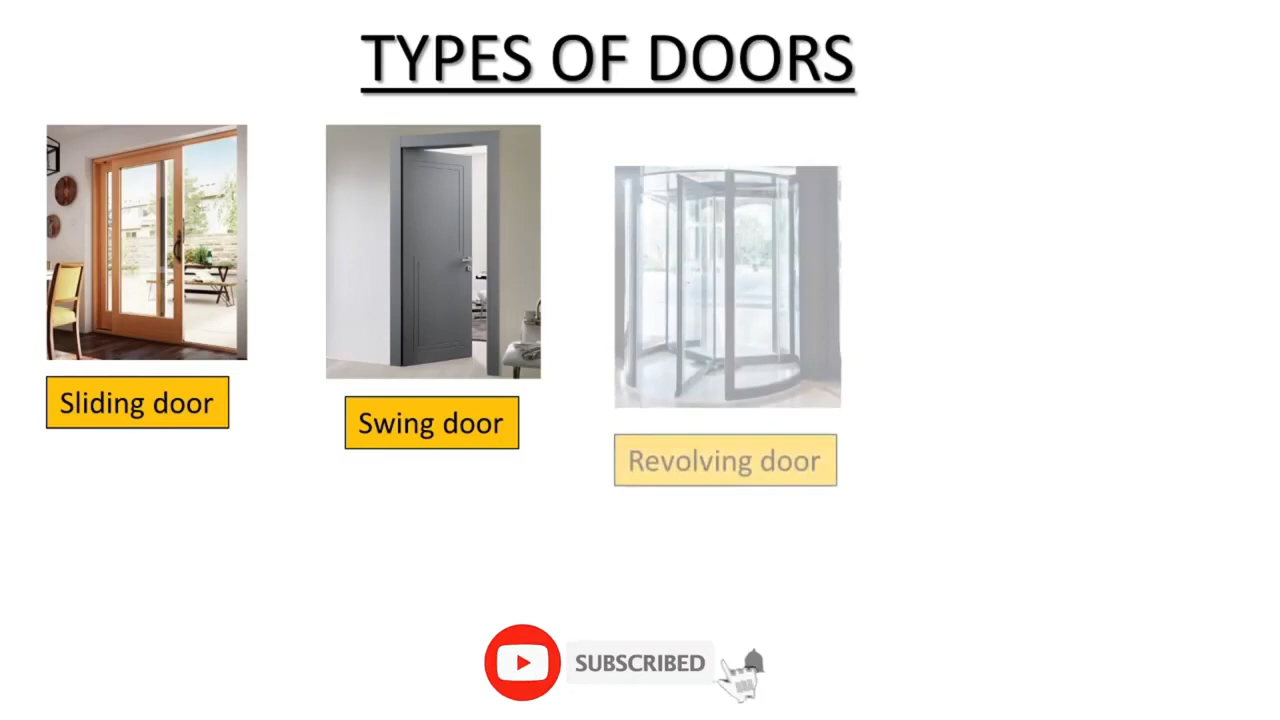 TYPES OF DOORS
Sliding door
Swing door
Revolving door
SUBSCRIBED